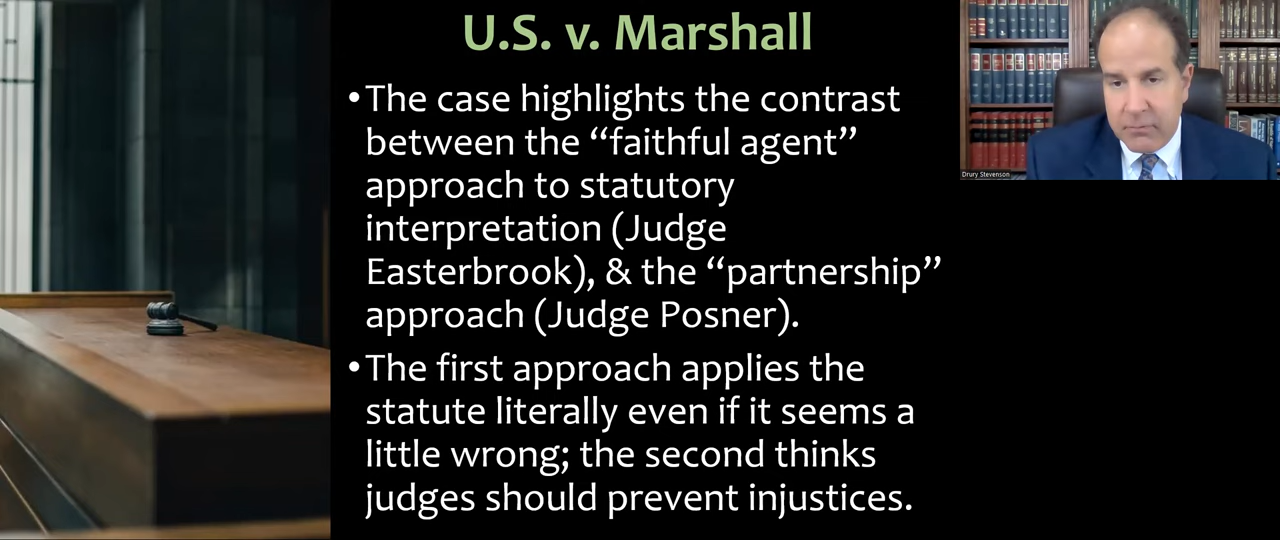 U.S. v. Marshall
•The case highlights the contrast
between the “faithful agent”
approach to statutory
interpretation (Judge
Easterbrook), & the “partnership”
approach (Judge Posner).
•The first approach applies the
statute literally even if it seems a
little wrong; the second thinks
judges should prevent injustices.
Drury Stevenson